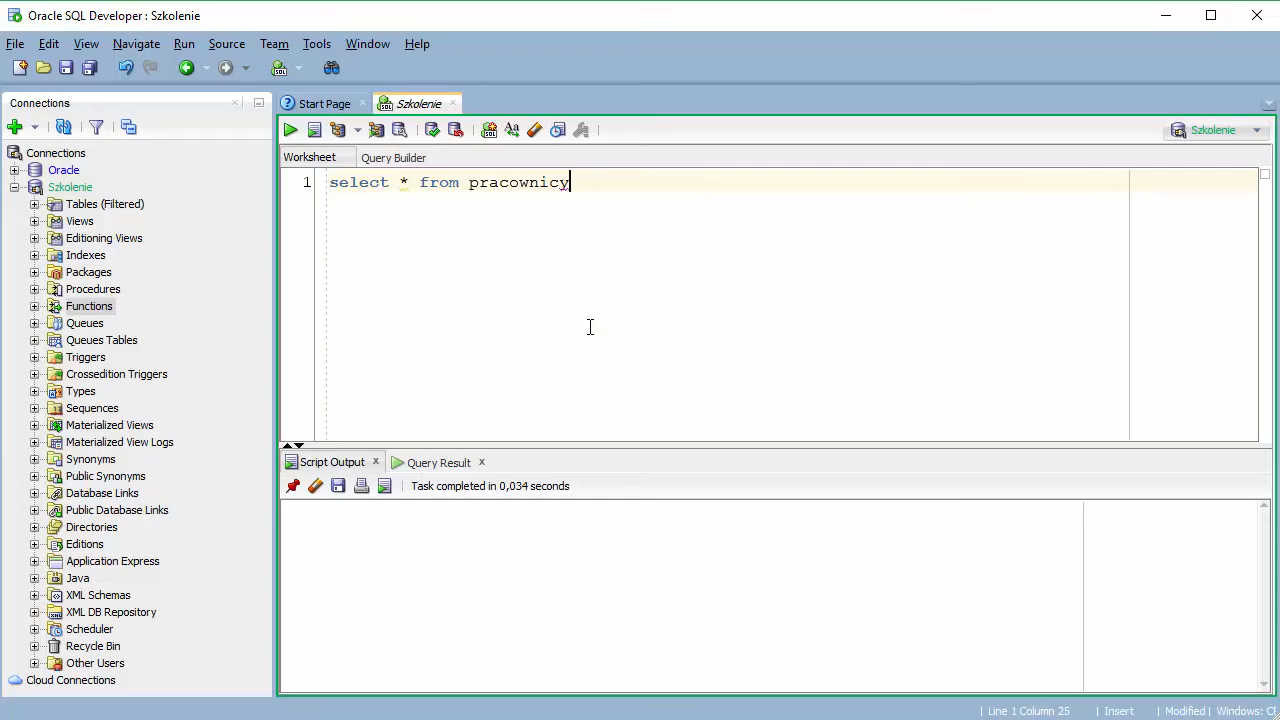 Oracle SQL Developer : Szkolenie
File Edit View Navigate Run Source Team Tools Window Help
Connections
Start Page
Szkolenie
Szkolenie
Worksheet
Query Builder
1 select * from pracownicy
Connections
Oracle
Szkolenie
Tables (Filtered)
Views
Editioning Views
Indexes
Packages
Procedures
Functions
Queues
Queues Tables
Triggers
Crossedition Triggers
Types
Sequences
Materialized Views
Materialized View Logs
Synonyms
Public Synonyms
Database Links
Public Database Links
Directories
Editions
Application Express
Java
XML Schemas
XML DB Repository
Scheduler
Recycle Bin
Other Users
Cloud Connections
Script Output
Query Result
Task completed in 0,034 seconds
Line 1 Column 25
Insert
Modified
Windows: